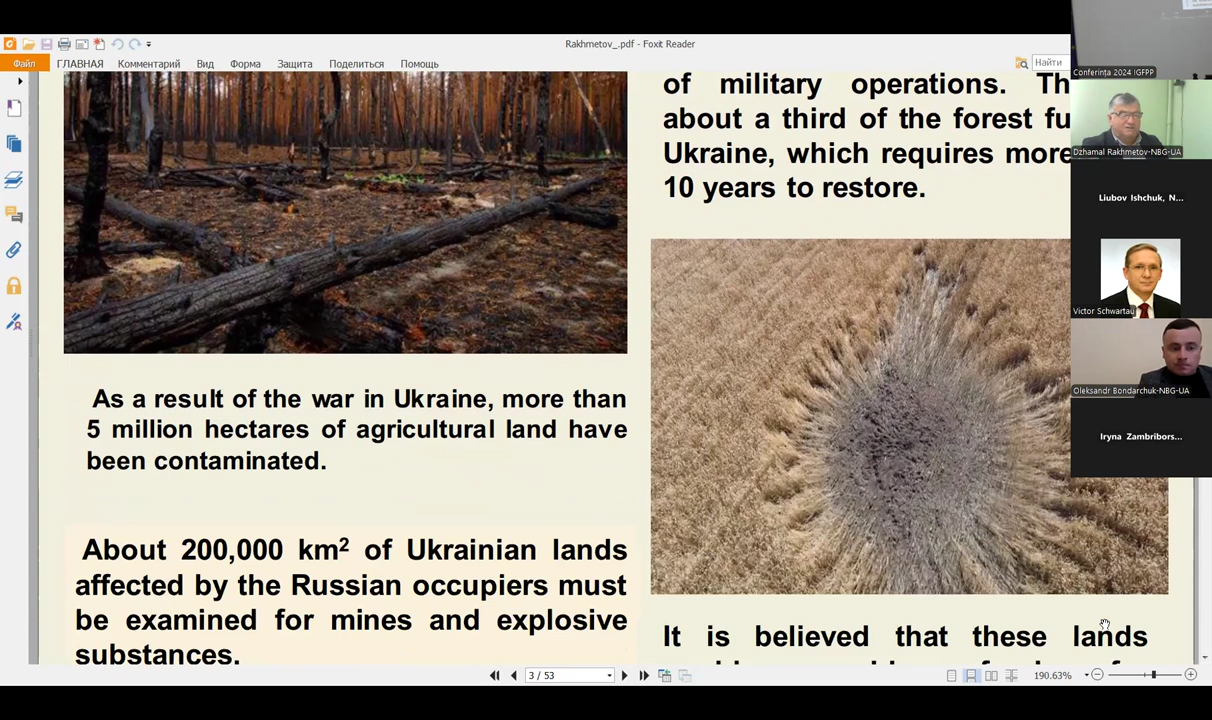 Rakhmetov_.pdf - Foxit Reader
Файл
ГЛАВНАЯ
Комментарий
Вид
Форма
Защита
Поделиться
Помощь
Найти
of military operations.
about a third of the forest
Ukraine, which requires more
10 years to restore.
As a result of the war in Ukraine, more than
5 million hectares of agricultural land have
been contaminated.
About 200,000 km² of Ukrainian lands
affected by the Russian occupiers must
be examined for mines and explosive
substances.
It is believed that these lands
3 / 53
190.63%
Conferința 2024 IGFPP
Dzhamal Rakhmetov-NBG-UA
Liubov Ishchuk, N...
Victor Schwartau
Oleksandr Bondarchuk-NBG-UA
Iryna Zambribors...